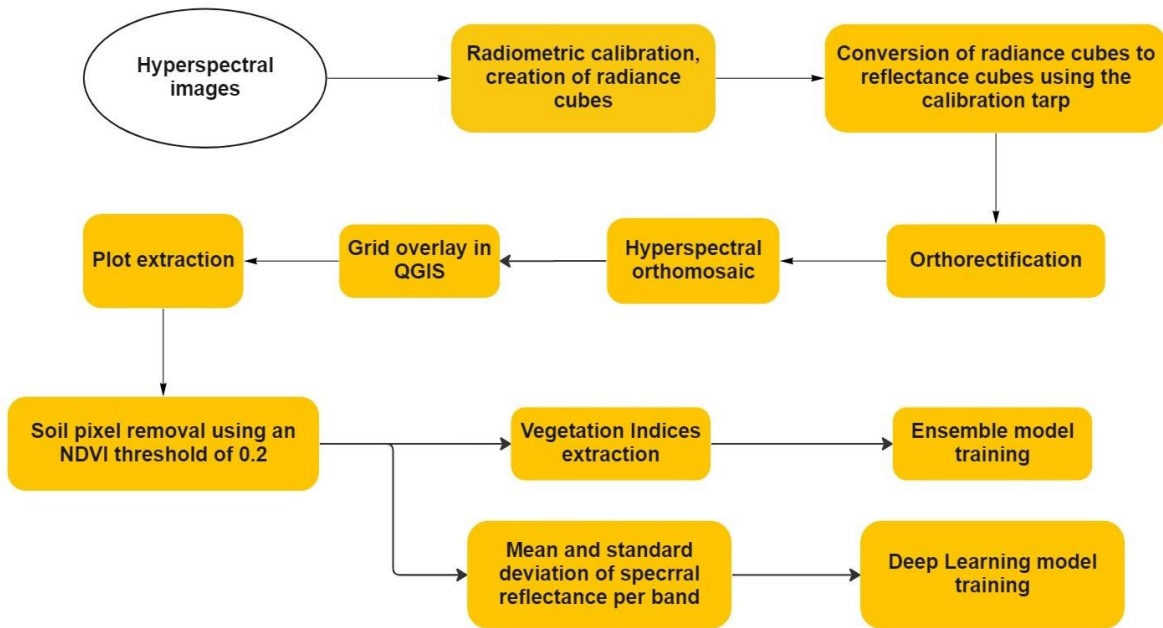 Hyperspectral
images
Radiometric calibration,
creation of radiance
cubes
Conversion of radiance cubes to
reflectance cubes using the
calibration tarp
Orthorectification
Hyperspectral
orthomosaic
Grid overlay in
QGIS
Plot extraction
Soil pixel removal using an
NDVI threshold of 0.2
Vegetation Indices
extraction
Ensemble model
training
Mean and standard
deviation of specrral
reflectance per band
Deep Learning model
training